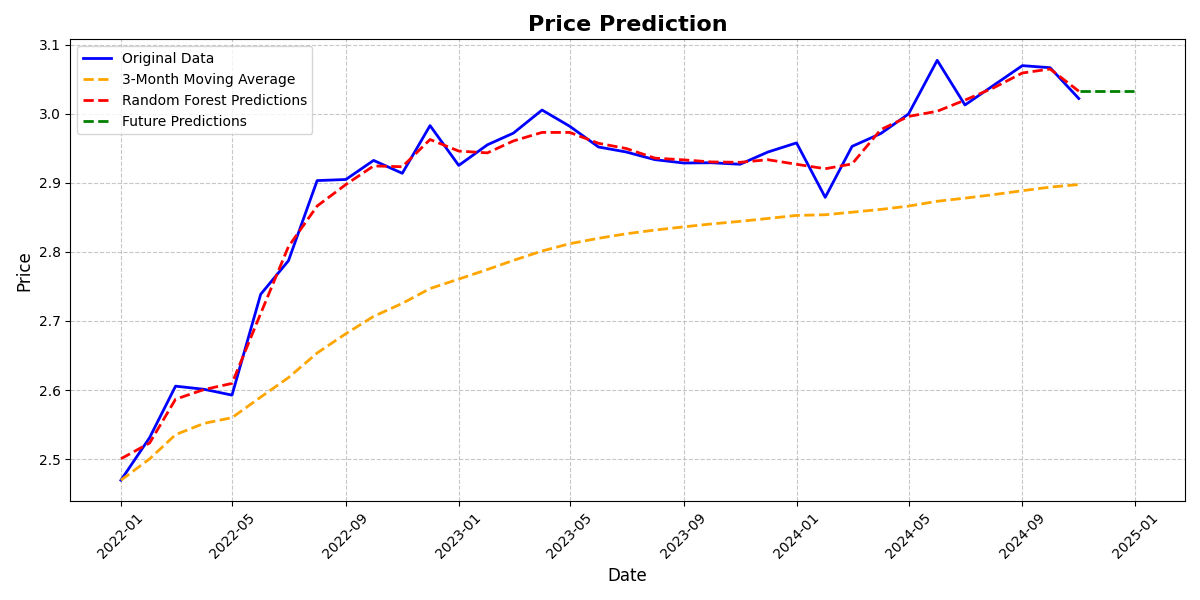 Price Prediction
Original Data
3-Month Moving Average
Random Forest Predictions
Future Predictions
Price
3.1
3.0
2.9
2.8
2.7
2.6
2.5
2022-01
2022-05
2022-09
2023-01
2023-05
2023-09
2024-01
2024-05
2024-09
2025-01
Date